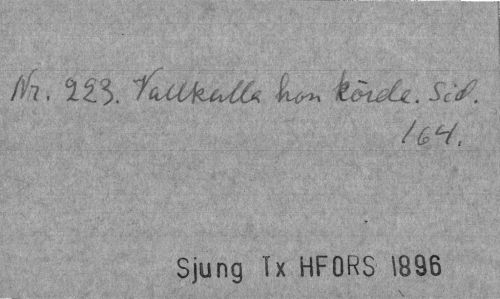 Nr. 223. Vallkulla hon körde. Sid.
164.
Sjung Tx HFORS 1896